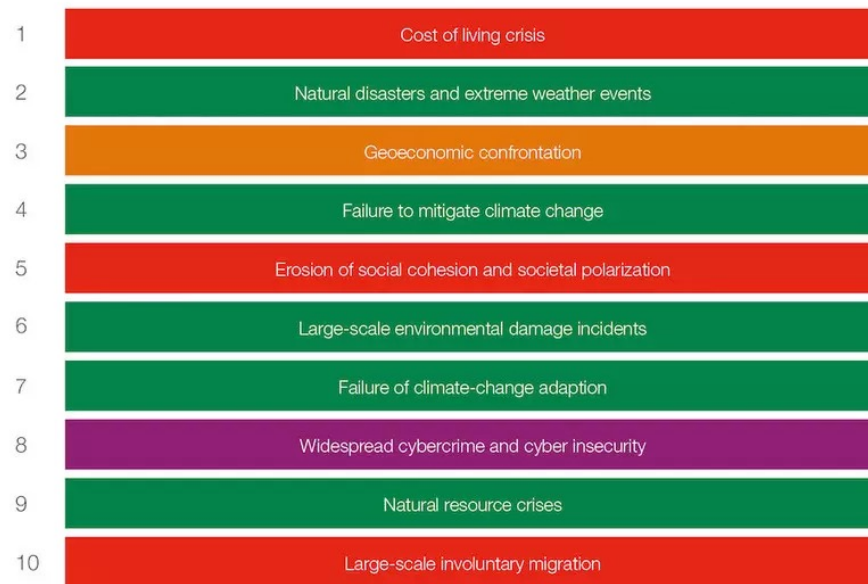 1 Cost of living crisis
2 Natural disasters and extreme weather events
3 Geoeconomic confrontation
4 Failure to mitigate climate change
5 Erosion of social cohesion and societal polarization
6 Large-scale environmental damage incidents
7 Failure of climate-change adaption
8 Widespread cybercrime and cyber insecurity
9 Natural resource crises
10 Large-scale involuntary migration